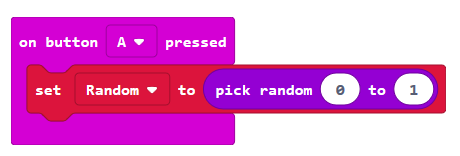 on button A pressed
set Random to pick random 0 to 1